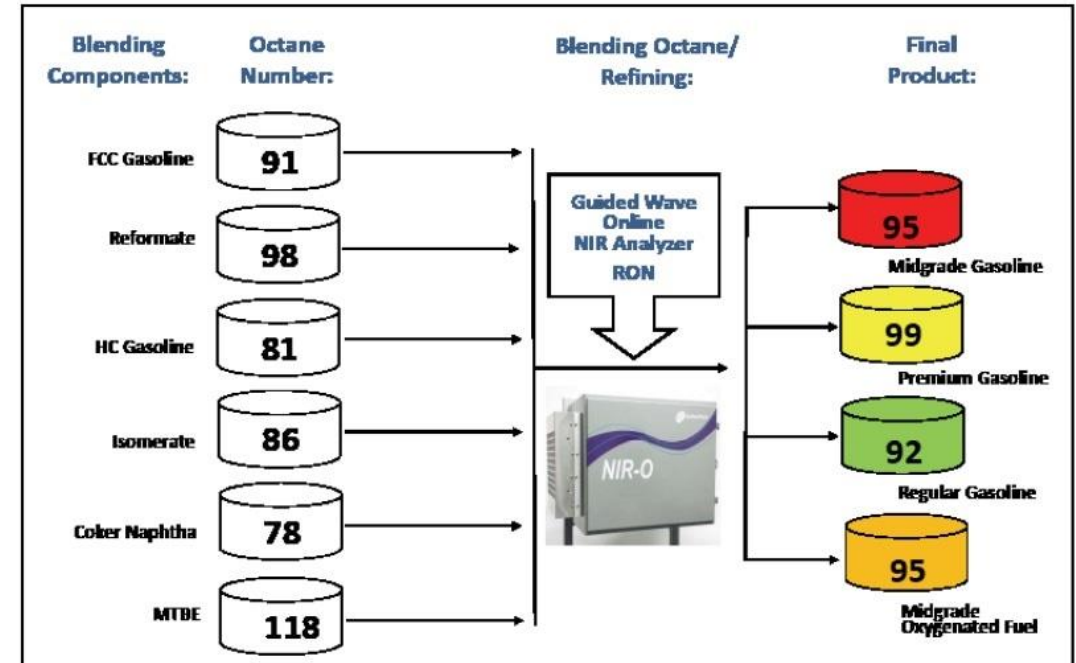 Blending
Components:
Octane
Number:
Blending Octane/
Refining:
Final
Product:
FCC Gasoline
91
Reformate
98
HC Gasoline
81
Isomerate
86
Coker Naphtha
78
MTBE
118
Guided Wave
Online
NIR Analyzer
RON
NIR-O
95
Midgrade Gasoline
99
Premium Gasoline
92
Regular Gasoline
95
Midgrade
Oxygenated Fuel